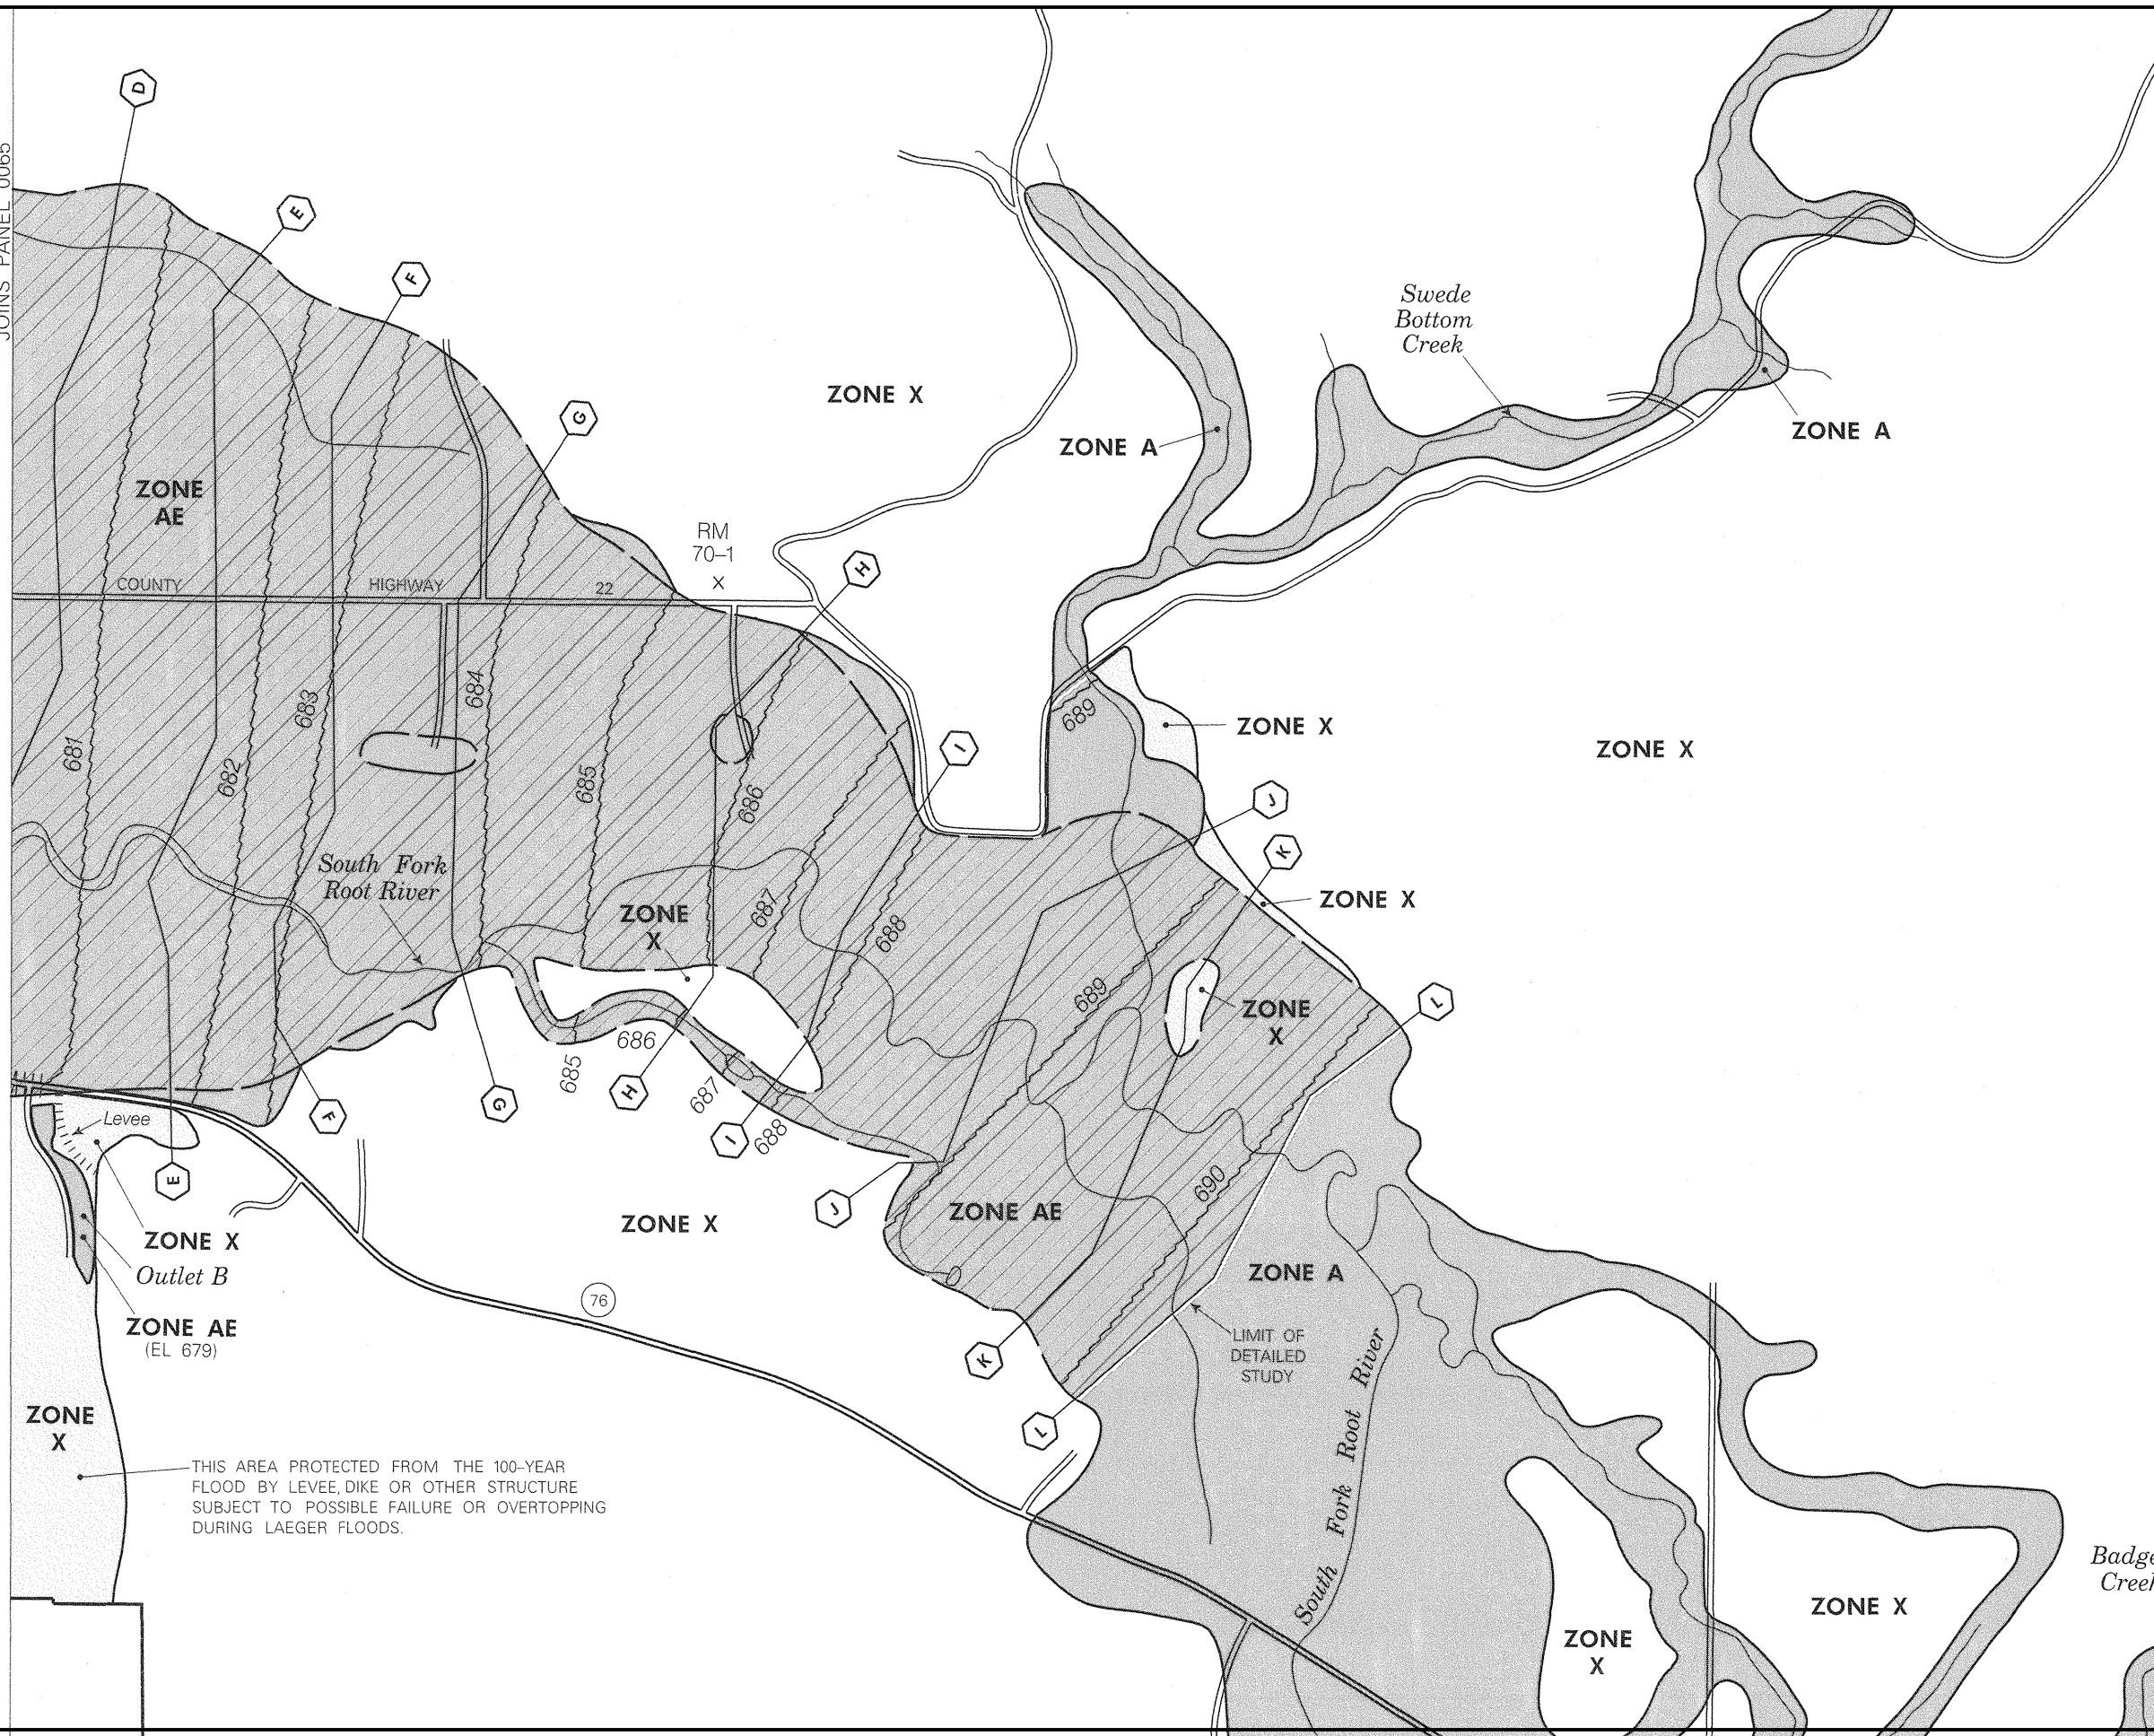 JOINS PANEL 0065
D
E
F
G
H
I
J
K
L
Swede
Bottom
Creek
ZONE X
ZONE A
ZONE A
ZONE
AE
RM
70–1
X
COUNTY HIGHWAY 22
681
682
683
684
685
686
687
688
689
689
690
ZONE X
ZONE X
ZONE X
South Fork
Root River
ZONE
X
ZONE
X
685
686
687
688
Levee
E
F
G
H
I
J
K
L
ZONE X
Outlet B
ZONE AE
(EL 679)
ZONE X
ZONE AE
ZONE A
76
LIMIT OF
DETAILED
STUDY
South Fork Root River
ZONE
X
THIS AREA PROTECTED FROM THE 100–YEAR
FLOOD BY LEVEE, DIKE OR OTHER STRUCTURE
SUBJECT TO POSSIBLE FAILURE OR OVERTOPPING
DURING LAEGER FLOODS.
Badge
Creek
ZONE X
ZONE
X